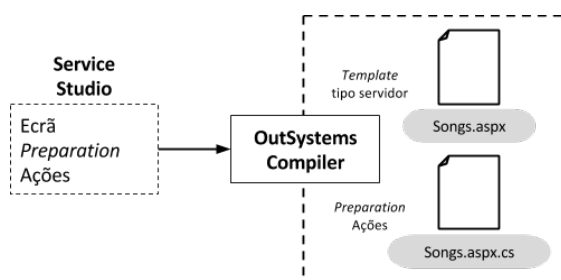 Service
Studio
Ecrã
Preparation
Ações
OutSystems
Compiler
Template
tipo servidor
Songs.aspx
Preparation
Ações
Songs.aspx.cs